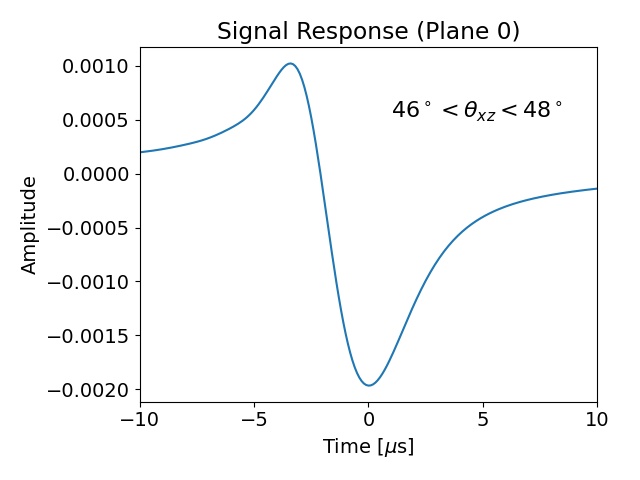 Signal Response (Plane 0)
0.0010
0.0005
0.0000
−0.0005
−0.0010
−0.0015
−0.0020
Amplitude
46° < θxz < 48°
−10 −5 0 5 10
Time [μs]